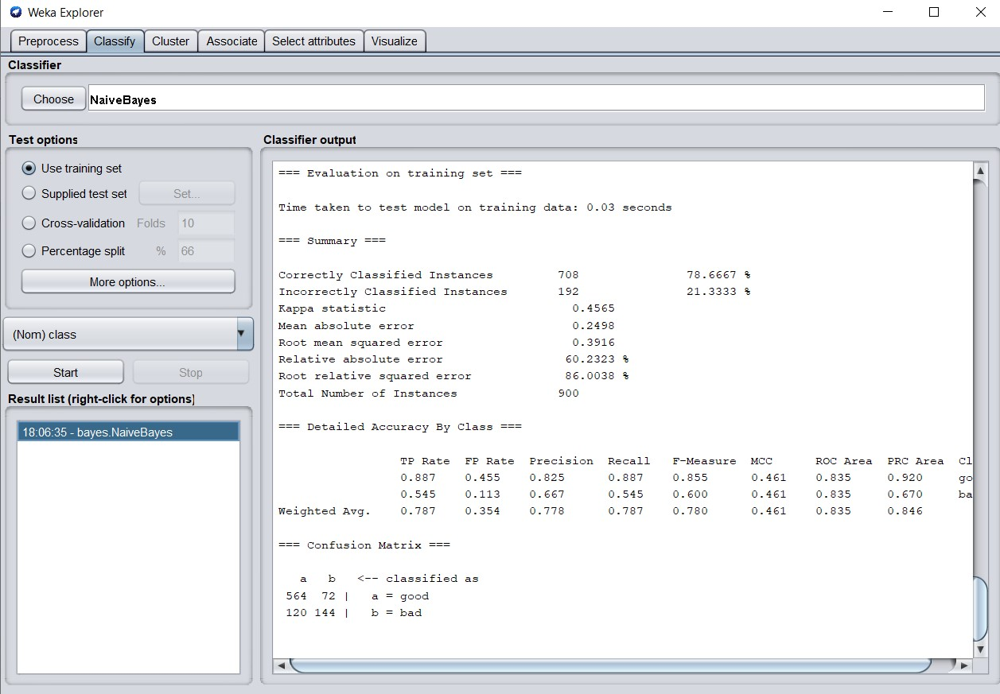 Weka Explorer
Preprocess Classify Cluster Associate Select attributes Visualize
Classifier
Choose NaiveBayes
Test options
Use training set
Supplied test set Set...
Cross-validation Folds 10
Percentage split % 66
More options...
(Nom) class
Start Stop
Result list (right-click for options)
18:06:35 - bayes.NaiveBayes
Classifier output
=== Evaluation on training set ===
Time taken to test model on training data: 0.03 seconds
=== Summary ===
Correctly Classified Instances 708 78.6667 %
Incorrectly Classified Instances 192 21.3333 %
Kappa statistic 0.4565
Mean absolute error 0.2498
Root mean squared error 0.3916
Relative absolute error 60.2323 %
Root relative squared error 86.0038 %
Total Number of Instances 900
=== Detailed Accuracy By Class ===
TP Rate FP Rate Precision Recall F-Measure MCC ROC Area PRC Area Cl
0.887 0.455 0.825 0.887 0.855 0.461 0.835 0.920 go
0.545 0.113 0.667 0.545 0.600 0.461 0.835 0.670 ba
Weighted Avg. 0.787 0.354 0.778 0.787 0.780 0.461 0.835 0.846
=== Confusion Matrix ===
a b <-- classified as
564 72 | a = good
120 144 | b = bad